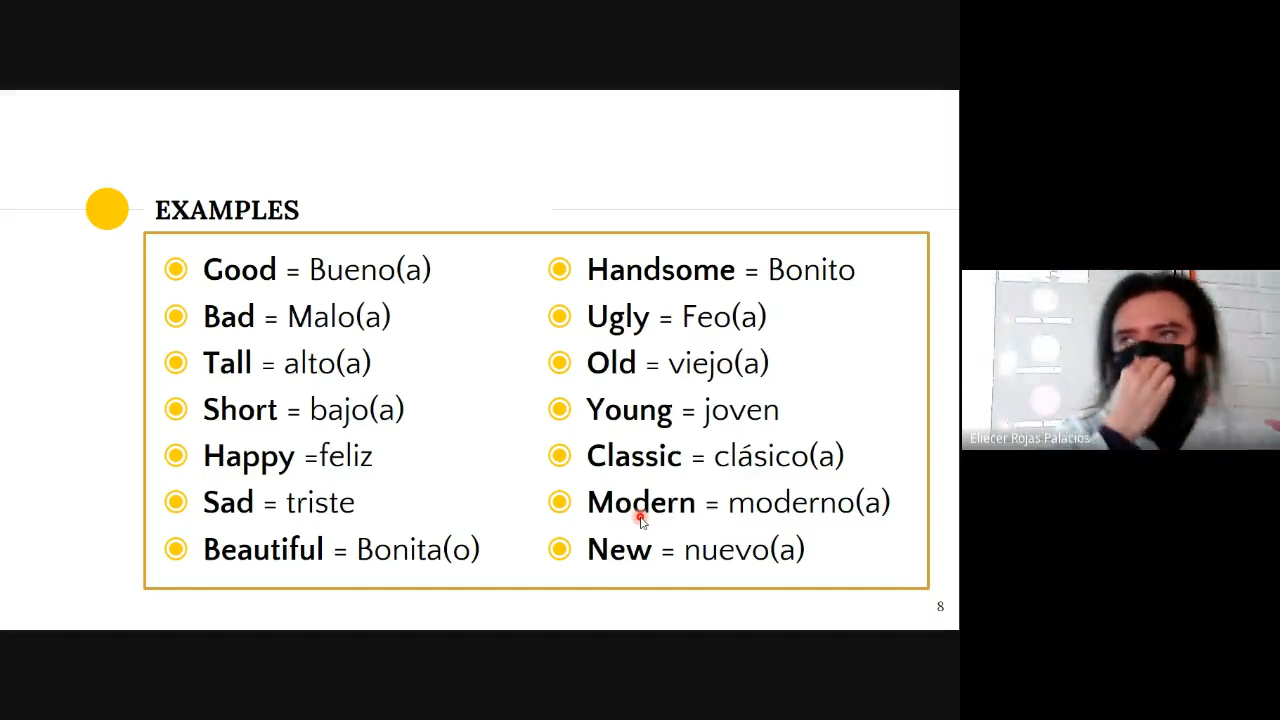 EXAMPLES
Good = Bueno(a)
Bad = Malo(a)
Tall = alto(a)
Short = bajo(a)
Happy =feliz
Sad = triste
Beautiful = Bonita(o)
Handsome = Bonito
Ugly = Feo(a)
Old = viejo(a)
Young = joven
Classic = clásico(a)
Modern = moderno(a)
New = nuevo(a)
8
Eliecer Rojas Palacios